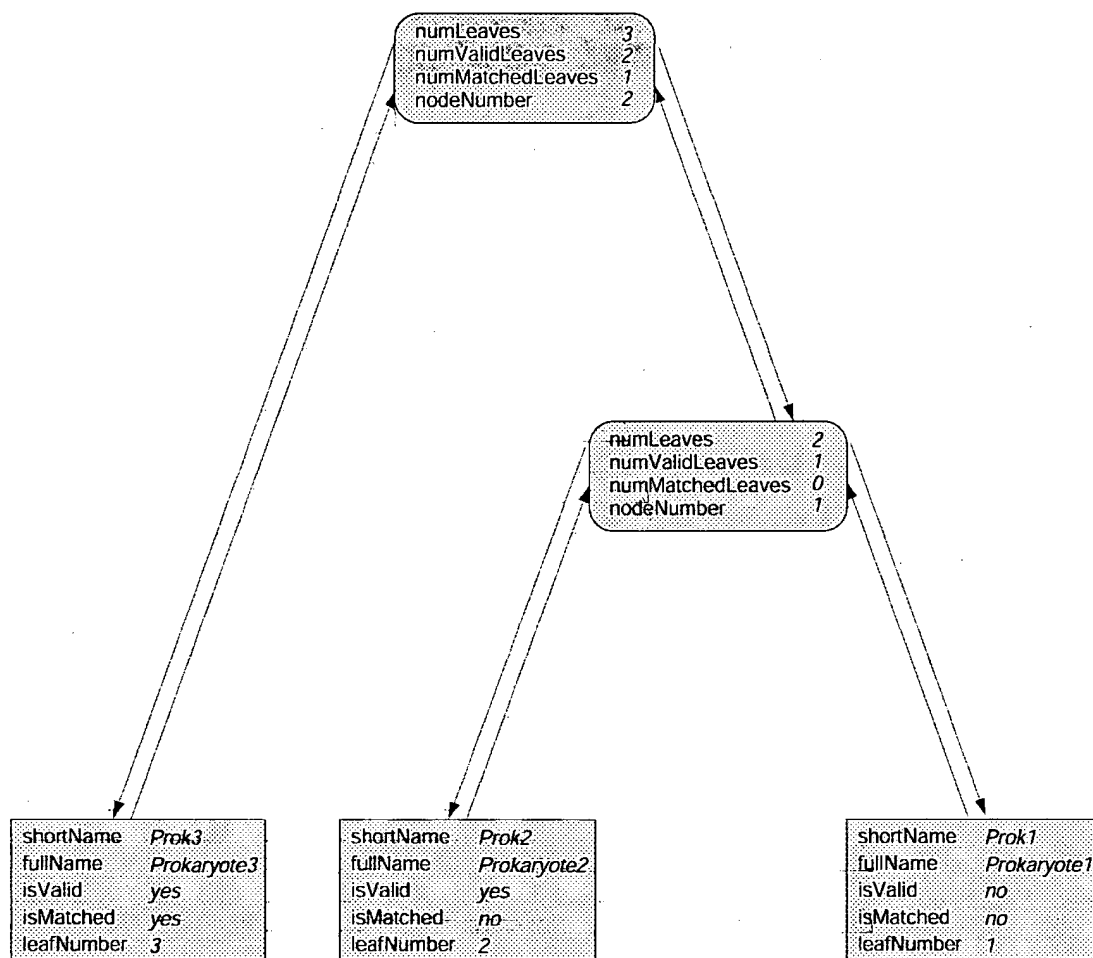 numLeaves 3
numValidLeaves 2
numMatchedLeaves 1
nodeNumber 2
numLeaves 2
numValidLeaves 1
numMatchedLeaves 0
nodeNumber 1
shortName Prok3
fullName Prokaryote3
isValid yes
isMatched yes
leafNumber 3
shortName Prok2
fullName Prokaryote2
isValid yes
isMatched no
leafNumber 2
shortName Prok1
fullName Prokaryote1
isValid no
isMatched no
leafNumber 1